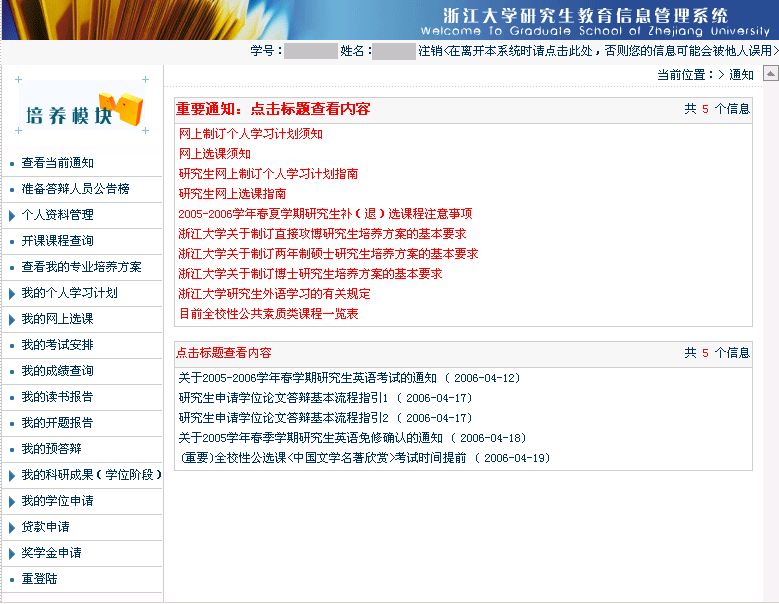 浙江大学研究生教育信息管理系统
Welcome To Graduate School of Zhejiang University
学号： 姓名： 注销<在离开本系统时请点击此处，否则您的信息可能会被他人误用>
当前位置：> 通知
培养模块
查看当前通知
准备答辩人员公告榜
个人资料管理
开课课程查询
查看我的专业培养方案
我的个人学习计划
我的网上选课
我的考试安排
我的成绩查询
我的读书报告
我的开题报告
我的预答辩
我的科研成果（学位阶段）
我的学位申请
贷款申请
奖学金申请
重登陆
重要通知：点击标题查看内容 共 5 个信息
网上制订个人学习计划须知
网上选课须知
研究生网上制订个人学习计划指南
研究生网上选课指南
2005-2006学年春夏学期研究生补（退）选课程注意事项
浙江大学关于制订直接攻博研究生培养方案的基本要求
浙江大学关于制订两年制硕士研究生培养方案的基本要求
浙江大学关于制订博士研究生培养方案的基本要求
浙江大学研究生外语学习的有关规定
目前全校性公共素质类课程一览表
点击标题查看内容 共 5 个信息
关于2005-2006学年春学期研究生英语考试的通知 （ 2006-04-12）
研究生申请学位论文答辩基本流程指引1 （ 2006-04-17）
研究生申请学位论文答辩基本流程指引2 （ 2006-04-17）
关于2005学年春季学期研究生英语免修确认的通知 （ 2006-04-18）
(重要)全校性公选课<中国文学名著欣赏>考试时间提前 （ 2006-04-19）